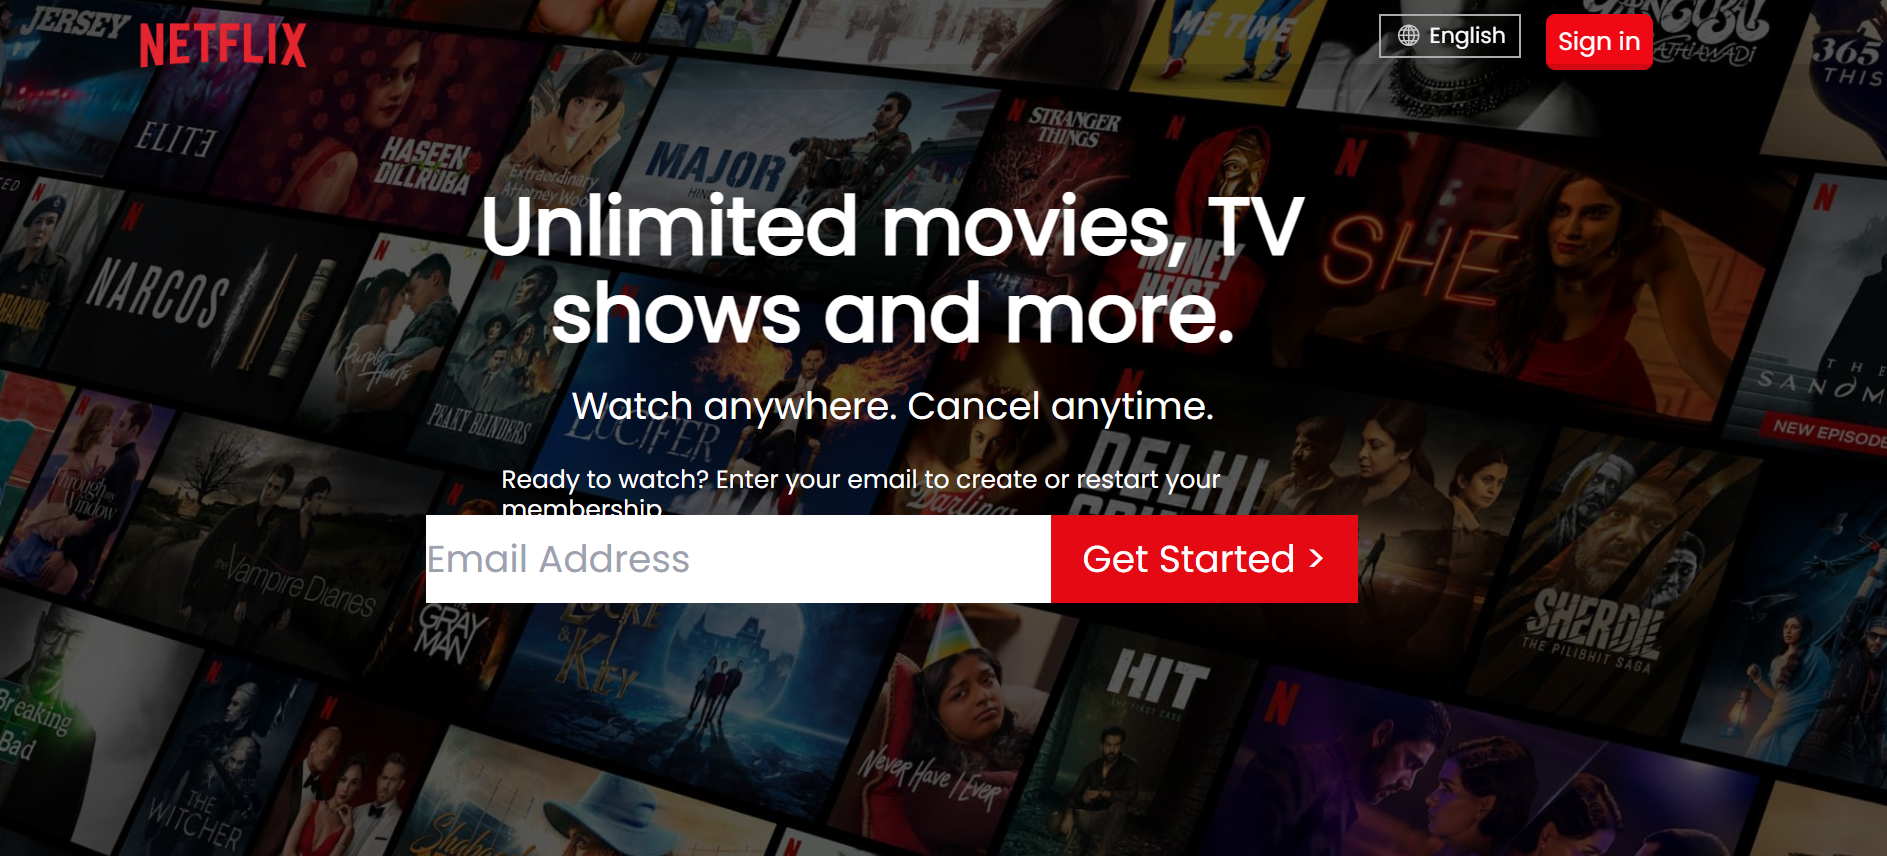 JERSEY
NETFLIX
ME TIME
English
Sign in
365
THIS
ELITE
HASEEN
DILLRUBA
Extraordinary
Attorney Woo
MAJOR
STRANGER
THINGS
Unlimited movies, TV
shows and more.
MONEY
HEIST
SHE
NARCOS
Purple
Hearts
PEAKY BLINDERS
LUCIFER
Watch anywhere. Cancel anytime.
THE
SANDM
NEW EPISODE
Through my
Window
Ready to watch? Enter your email to create or restart your
membership
Darlings
DELHI
Email Address
Get Started >
the
Vampire Diaries
GRAY
MAN
LOCKE
& KEY
SHERDIL
THE PILIBHIT SAGA
HIT
THE FIRST CASE
Breaking
Bad
THE
WITCHER
Never Have I Ever